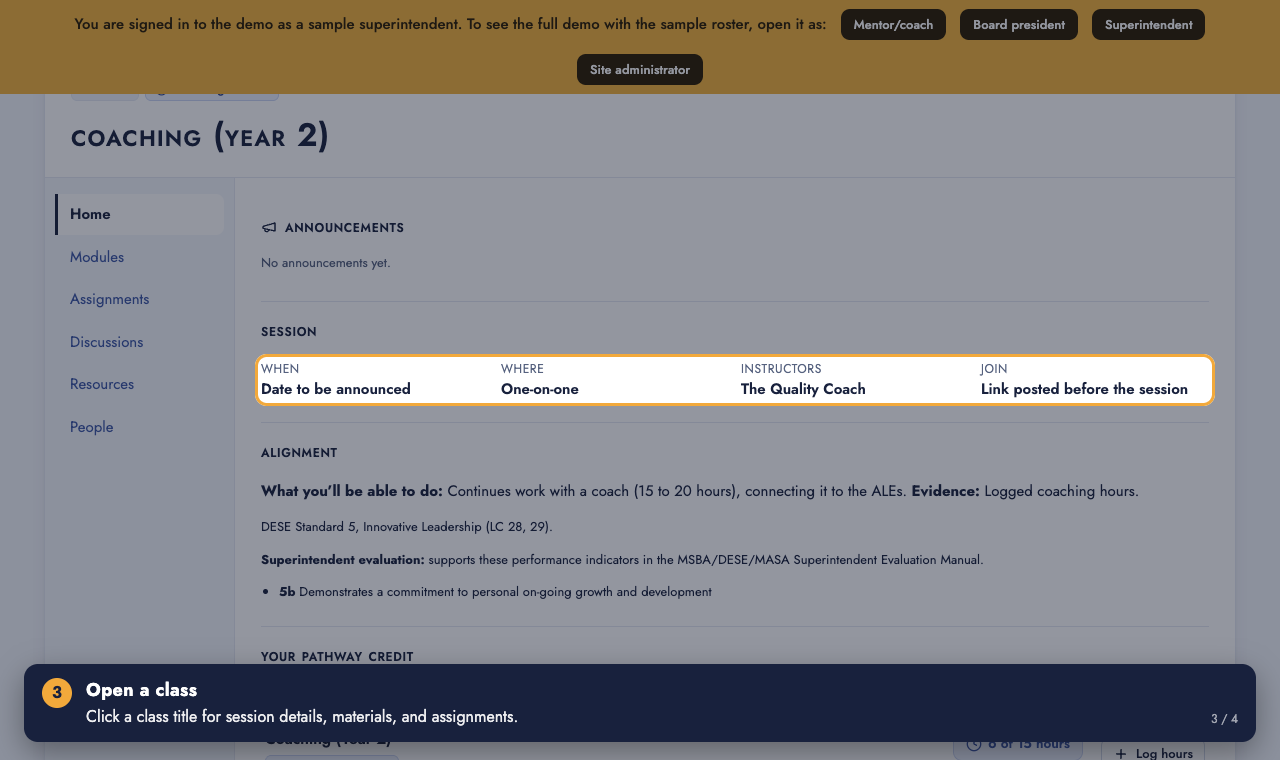 You are signed in to the demo as a sample superintendent. To see the full demo with the sample roster, open it as:
Mentor/coach
Board president
Superintendent
Site administrator
COACHING (YEAR 2)
Home
Modules
Assignments
Discussions
Resources
People
ANNOUNCEMENTS
No announcements yet.
SESSION
WHEN
Date to be announced
WHERE
One-on-one
INSTRUCTORS
The Quality Coach
JOIN
Link posted before the session
ALIGNMENT
What you'll be able to do: Continues work with a coach (15 to 20 hours), connecting it to the ALEs. Evidence: Logged coaching hours.
DESE Standard 5, Innovative Leadership (LC 28, 29).
Superintendent evaluation: supports these performance indicators in the MSBA/DESE/MASA Superintendent Evaluation Manual.
• 5b Demonstrates a commitment to personal on-going growth and development
YOUR PATHWAY CREDIT
3
Open a class
Click a class title for session details, materials, and assignments.
3 / 4
Coaching (Year 2)
6 of 15 hours
+ Log hours